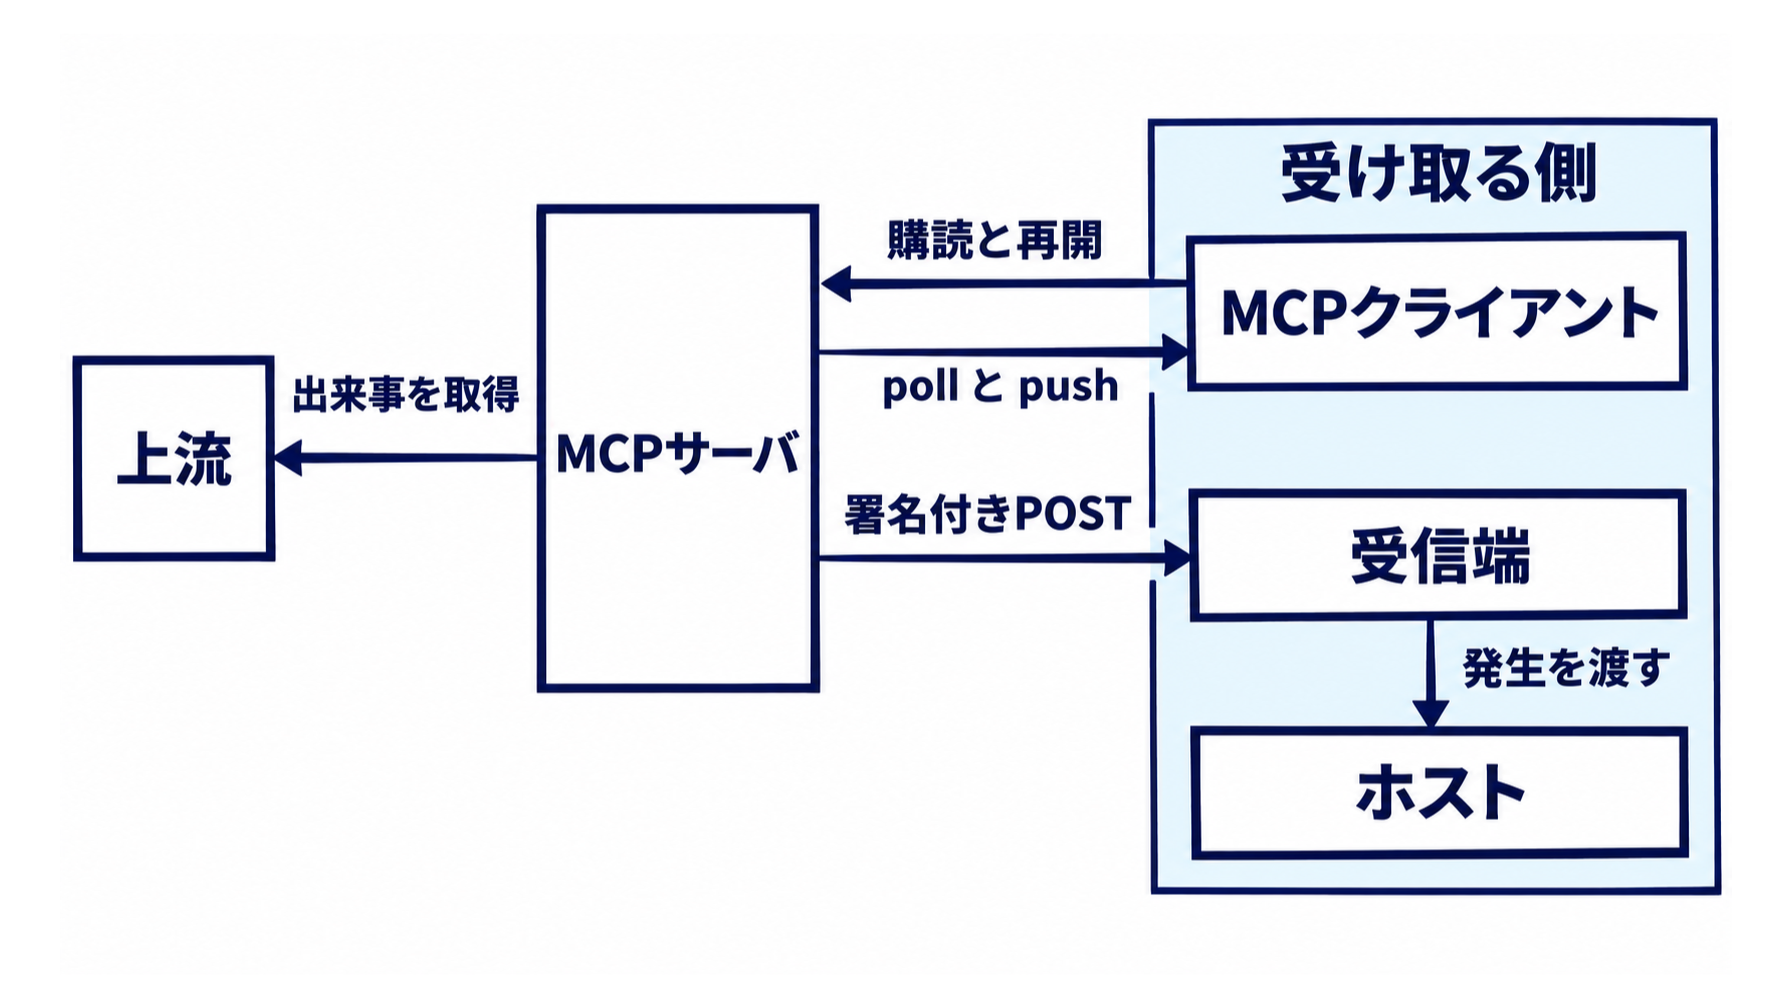 受け取る側
購読と再開
MCPクライアント
poll と push
出来事を取得
上流
MCPサーバ
署名付きPOST
受信端
発生を渡す
ホスト